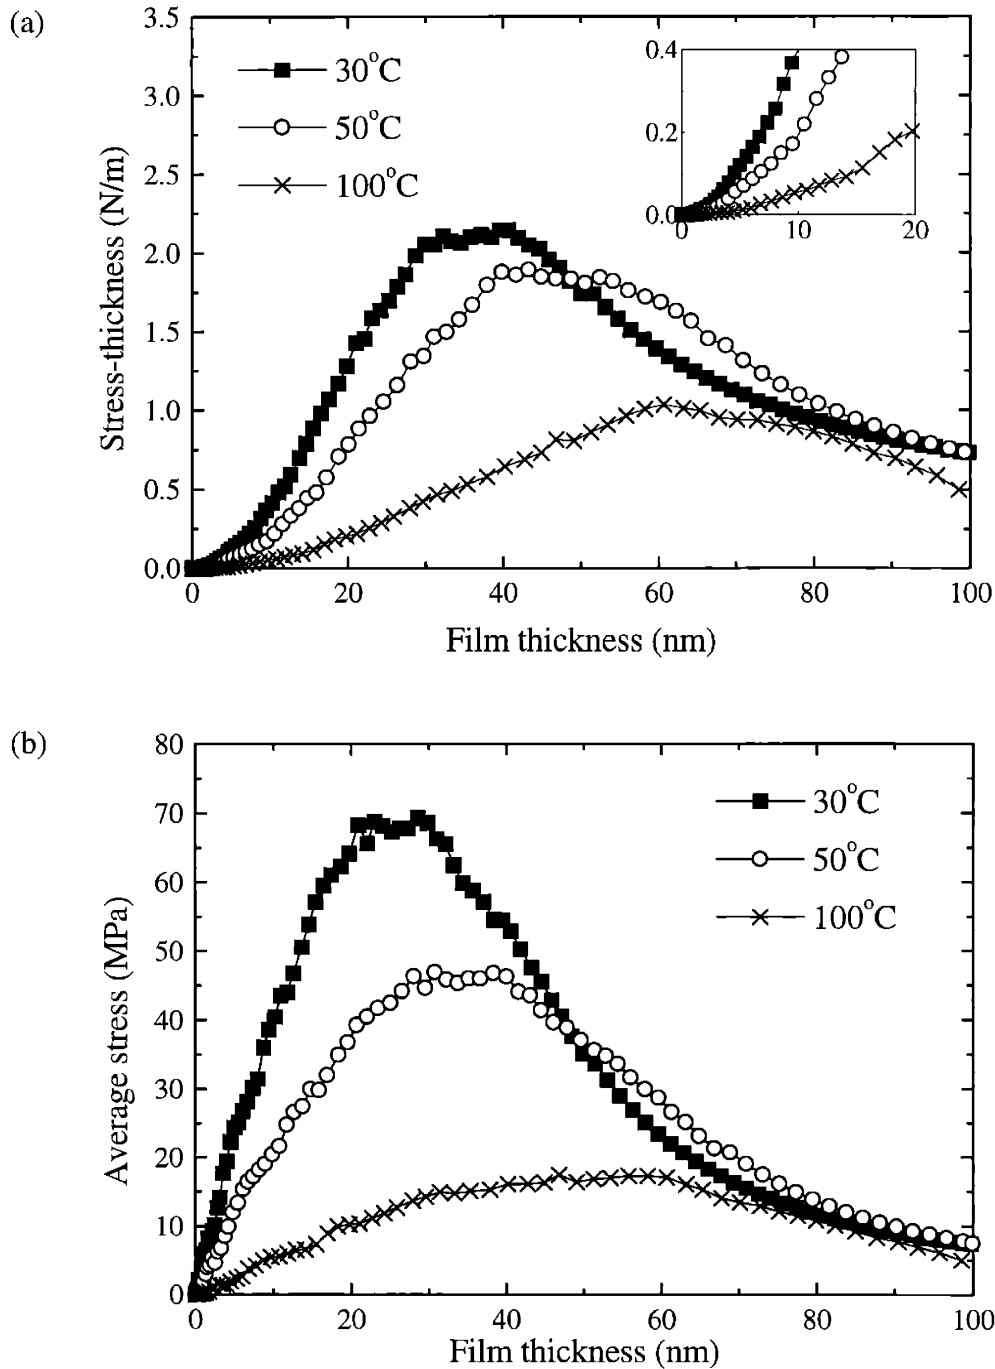 (a)
3.5
3.0
2.5
2.0
1.5
1.0
0.5
0.0
Stress-thickness (N/m)
30°C
50°C
100°C
0.4
0.2
0.0
0 10 20
0 20 40 60 80 100
Film thickness (nm)
(b)
80
70
60
50
40
30
20
10
0
Average stress (MPa)
30°C
50°C
100°C
0 20 40 60 80 100
Film thickness (nm)